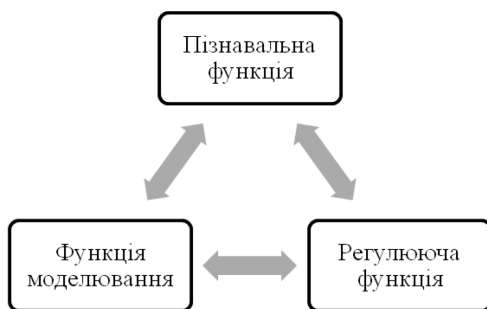 Пізнавальна
функція
Функція
моделювання
Регулююча
функція